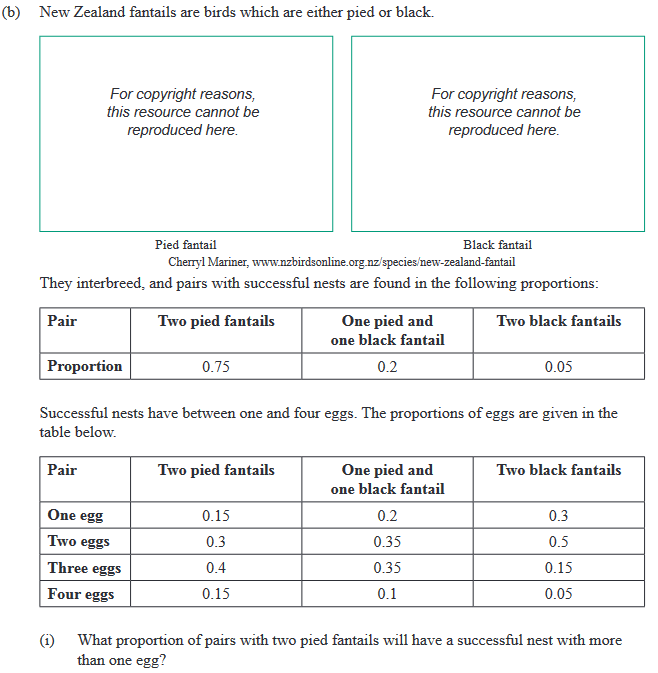 (b) New Zealand fantails are birds which are either pied or black.
For copyright reasons,
this resource cannot be
reproduced here.
For copyright reasons,
this resource cannot be
reproduced here.
Pied fantail
Black fantail
Cherryl Mariner, www.nzbirdsonline.org.nz/species/new-zealand-fantail
They interbreed, and pairs with successful nests are found in the following proportions:
Pair Two pied fantails One pied and Two black fantails
one black fantail
Proportion 0.75 0.2 0.05
Successful nests have between one and four eggs. The proportions of eggs are given in the
table below.
Pair Two pied fantails One pied and Two black fantails
one black fantail
One egg 0.15 0.2 0.3
Two eggs 0.3 0.35 0.5
Three eggs 0.4 0.35 0.15
Four eggs 0.15 0.1 0.05
(i) What proportion of pairs with two pied fantails will have a successful nest with more
than one egg?